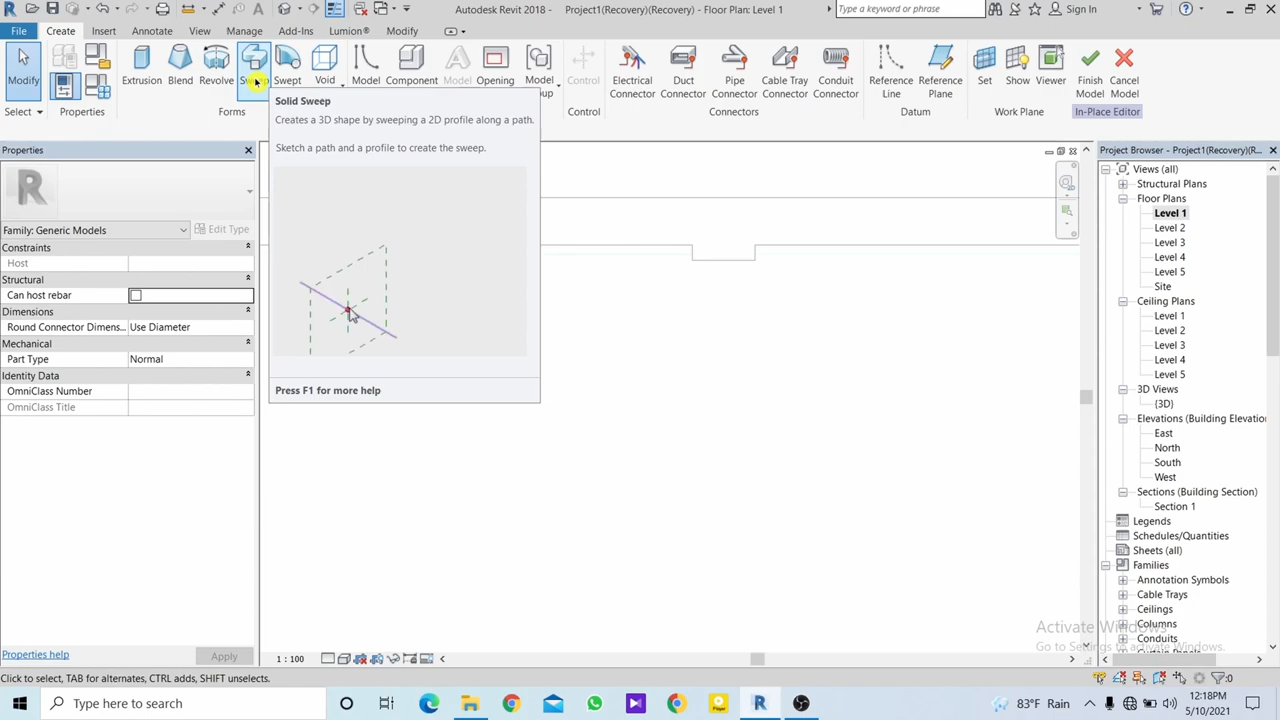 Autodesk Revit 2018 - Project1(Recovery)(Recovery) - Floor Plan: Level 1
Type a keyword or phrase
Sign In
File Create Insert Annotate View Manage Add-Ins Lumion® Modify
Modify Extrusion Blend Revolve Sweep Swept Void Model Component Model Opening Model Control Electrical Duct Pipe Cable Tray Conduit Reference Reference Set Show Viewer Finish Cancel
Connector Connector Connector Connector Connector Line Plane Model Model
Select Properties Forms Control Connectors Datum Work Plane In-Place Editor
Solid Sweep
Creates a 3D shape by sweeping a 2D profile along a path.
Sketch a path and a profile to create the sweep.
Press F1 for more help
Properties
Family: Generic Models
Edit Type
Constraints
Host
Structural
Can host rebar
Dimensions
Round Connector Dimens... Use Diameter
Mechanical
Part Type Normal
Identity Data
OmniClass Number
OmniClass Title
Properties help
Apply
1 : 100
Project Browser - Project1(Recovery)(R...
Views (all)
Structural Plans
Floor Plans
Level 1
Level 2
Level 3
Level 4
Level 5
Site
Ceiling Plans
Level 1
Level 2
Level 3
Level 4
Level 5
3D Views
{3D}
Elevations (Building Elevatio
East
North
South
West
Sections (Building Section)
Section 1
Legends
Schedules/Quantities
Sheets (all)
Families
Annotation Symbols
Cable Trays
Ceilings
Columns
Conduits
Activate Windows
Go to Settings to activate Windows.
Click to select, TAB for alternates, CTRL adds, SHIFT unselects.
:0
Type here to search
83°F Rain
12:18PM
5/10/2021